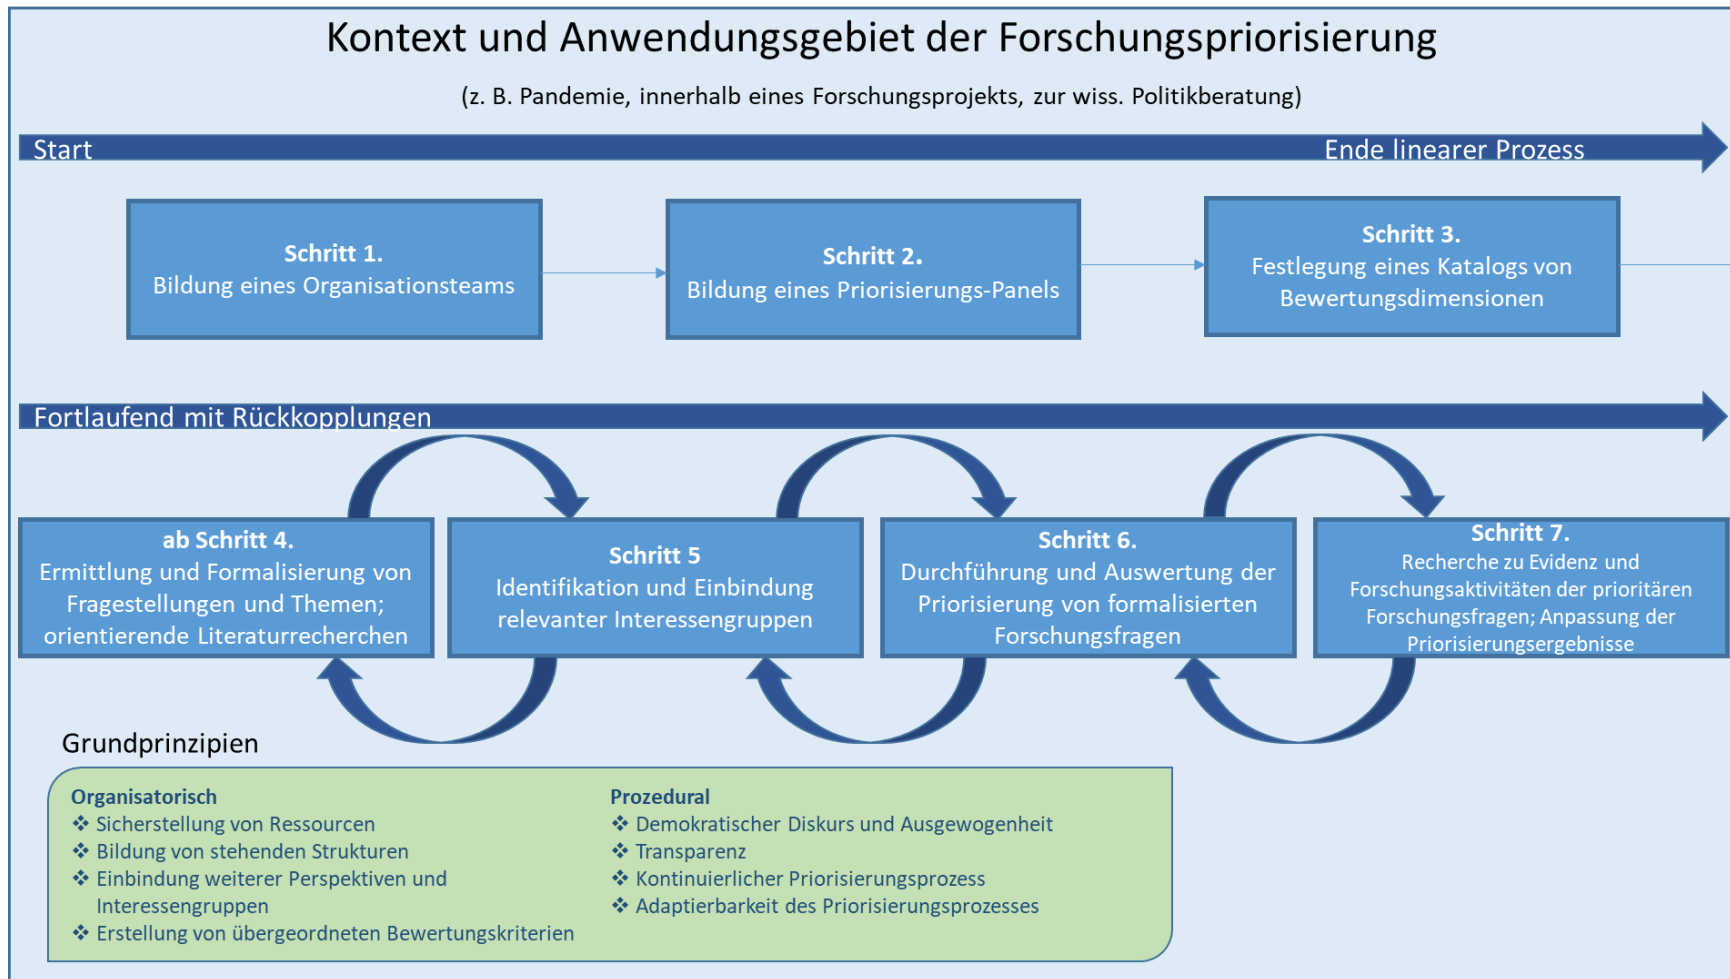 Kontext und Anwendungsgebiet der Forschungspriorisierung
(z. B. Pandemie, innerhalb eines Forschungsprojekts, zur wiss. Politikberatung)
Start
Ende linearer Prozess
Schritt 1.
Bildung eines Organisationsteams
Schritt 2.
Bildung eines Priorisierungs-Panels
Schritt 3.
Festlegung eines Katalogs von
Bewertungsdimensionen
Fortlaufend mit Rückkopplungen
ab Schritt 4.
Ermittlung und Formalisierung von
Fragestellungen und Themen;
orientierende Literaturrecherchen
Schritt 5
Identifikation und Einbindung
relevanter Interessengruppen
Schritt 6.
Durchführung und Auswertung der
Priorisierung von formalisierten
Forschungsfragen
Schritt 7.
Recherche zu Evidenz und
Forschungsaktivitäten der prioritären
Forschungsfragen; Anpassung der
Priorisierungsergebnisse
Grundprinzipien
Organisatorisch
❖ Sicherstellung von Ressourcen
❖ Bildung von stehenden Strukturen
❖ Einbindung weiterer Perspektiven und
Interessengruppen
❖ Erstellung von übergeordneten Bewertungskriterien
Prozedural
❖ Demokratischer Diskurs und Ausgewogenheit
❖ Transparenz
❖ Kontinuierlicher Priorisierungsprozess
❖ Adaptierbarkeit des Priorisierungsprozesses